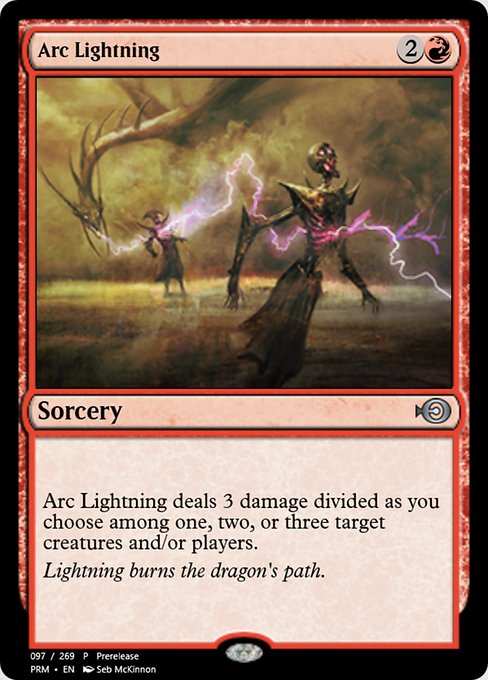 Arc Lightning 2
Sorcery
Arc Lightning deals 3 damage divided as you
choose among one, two, or three target
creatures and/or players.
Lightning burns the dragon's path.
097 / 269 P Prerelease
PRM • EN Seb McKinnon